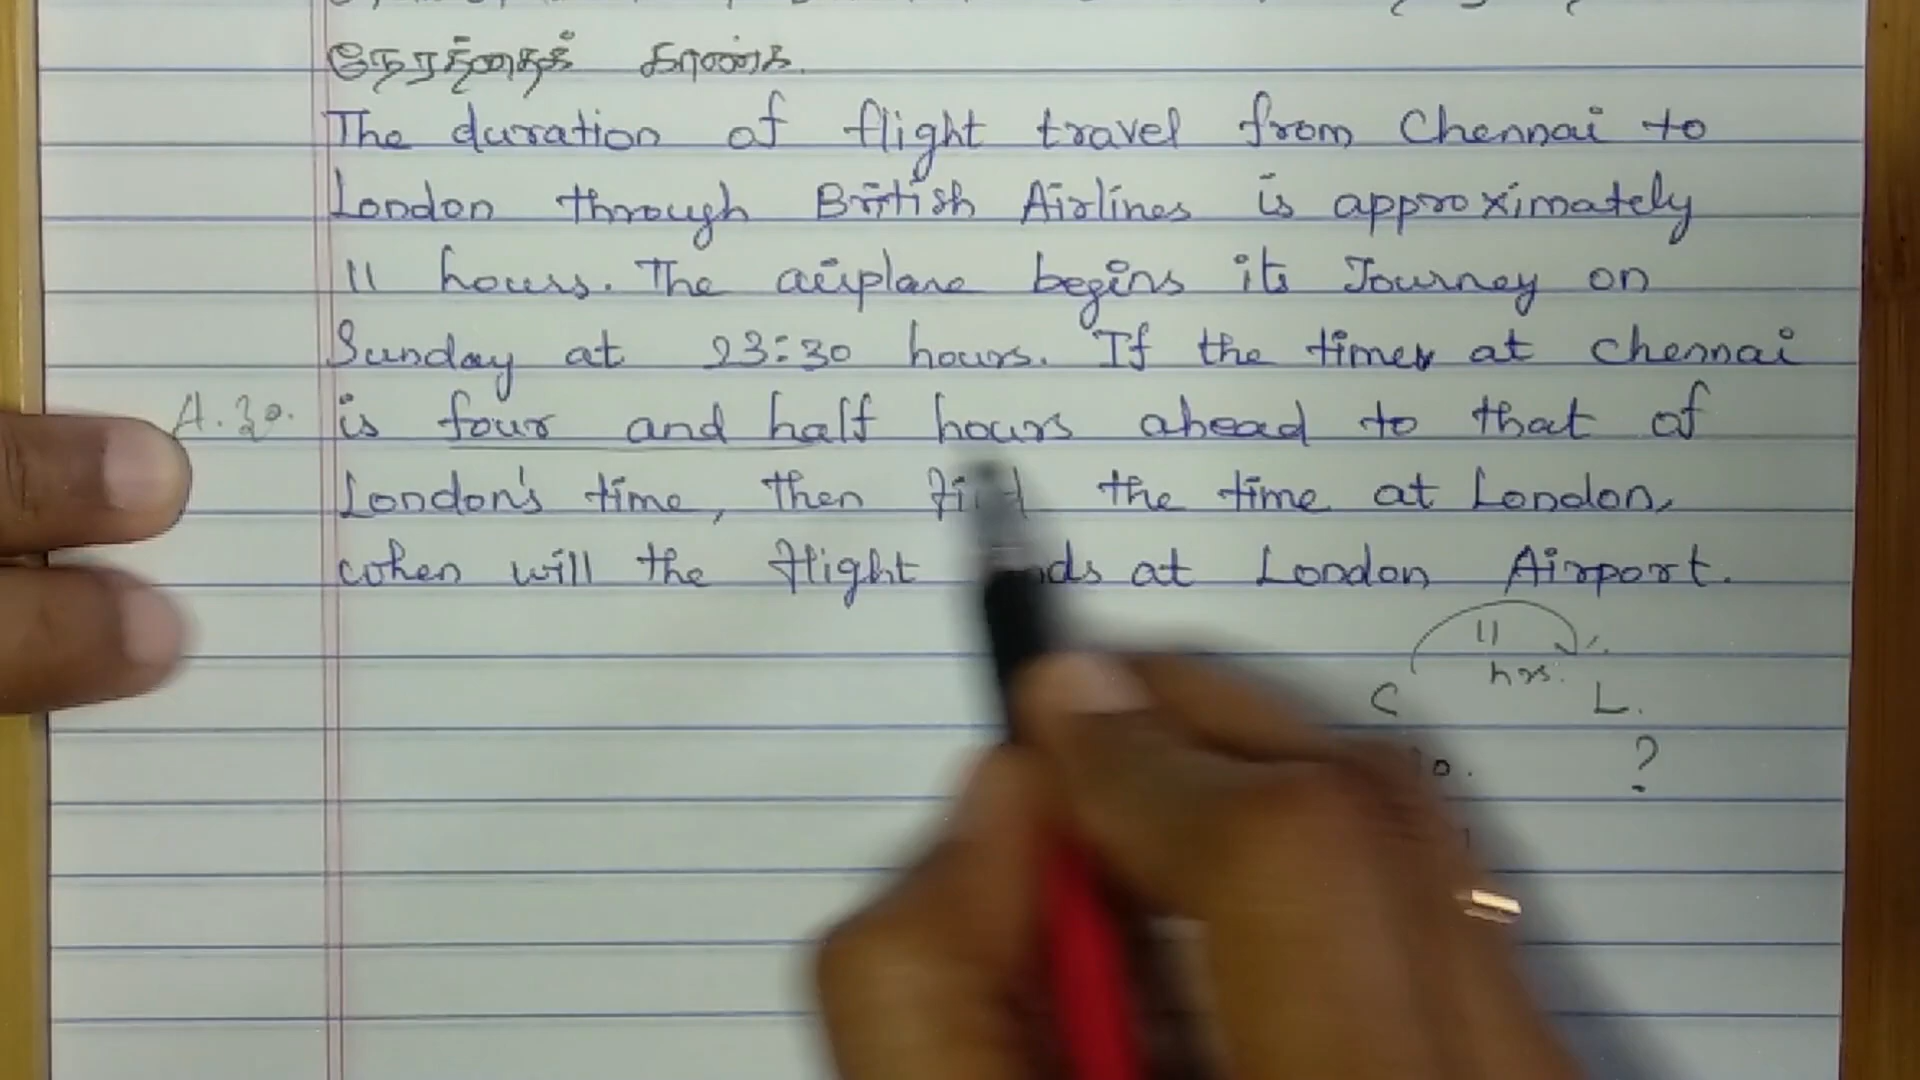 நேரத்தைக் காண்க.
The duration of flight travel from Chennai to
London through British Airlines is approximately
11 hours. The airplane begins its Journey on
Sunday at 23:30 hours. If the time at Chennai
is four and half hours ahead to that of
London's time, then find the time at London,
when will the flight at London Airport.
4.30.
11
hrs.
C L.
?